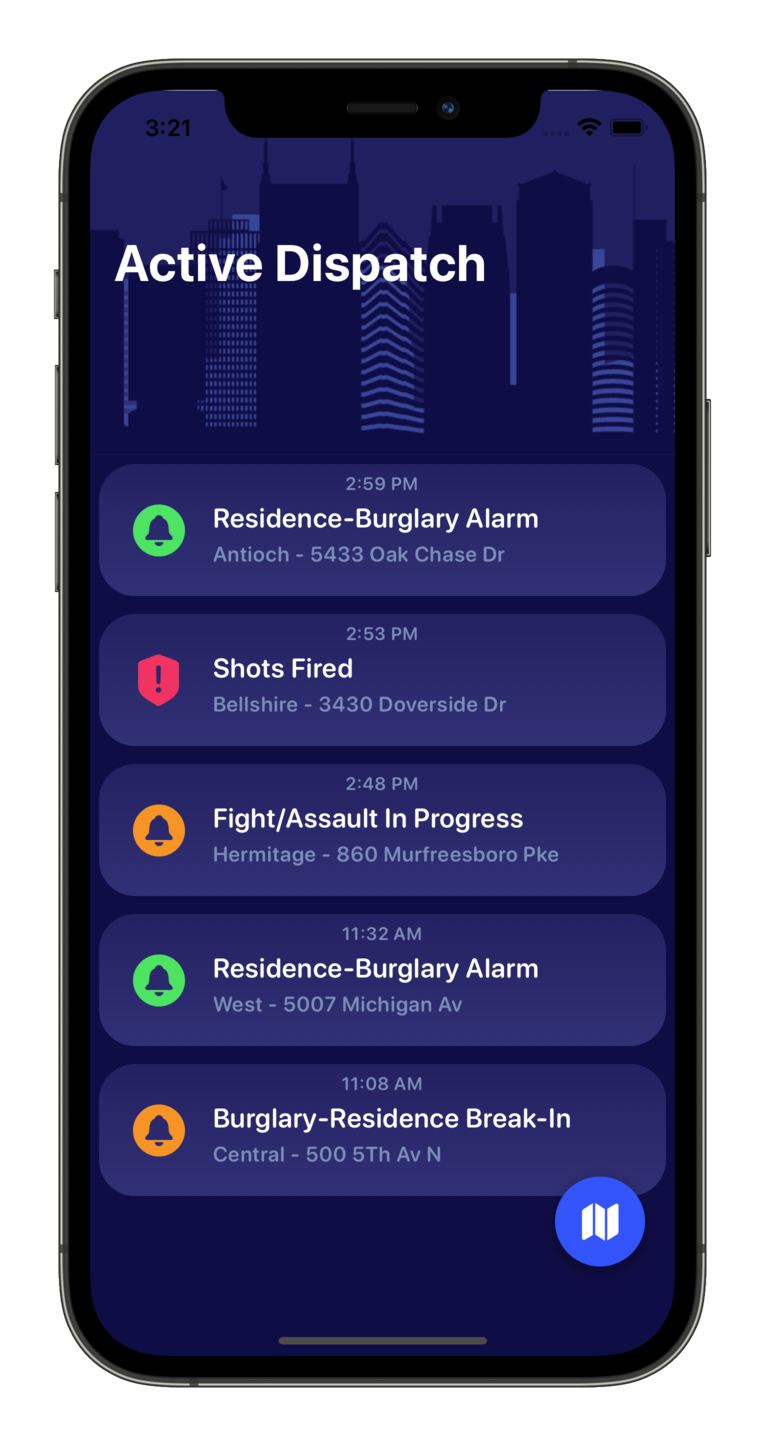 3:21
Active Dispatch
2:59 PM
Residence-Burglary Alarm
Antioch - 5433 Oak Chase Dr
2:53 PM
Shots Fired
Bellshire - 3430 Doverside Dr
2:48 PM
Fight/Assault In Progress
Hermitage - 860 Murfreesboro Pke
11:32 AM
Residence-Burglary Alarm
West - 5007 Michigan Av
11:08 AM
Burglary-Residence Break-In
Central - 500 5Th Av N